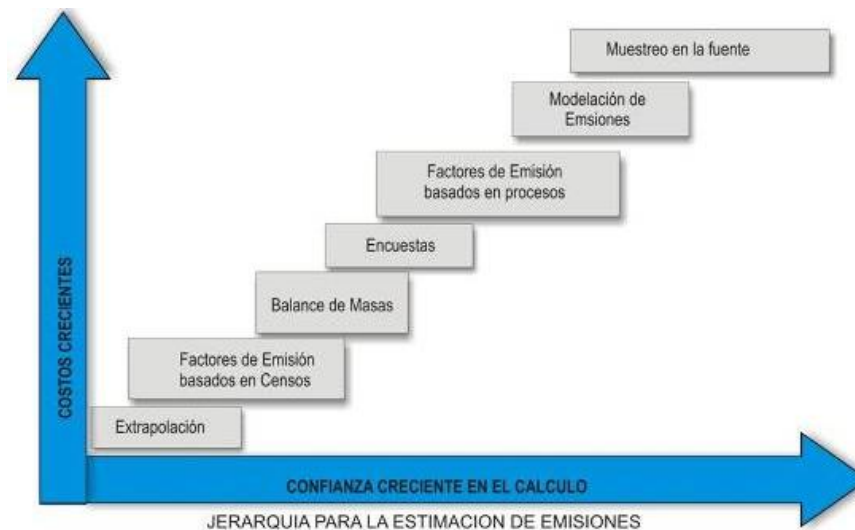 Muestreo en la fuente
Modelación de
Emsiones
Factores de Emisión
basados en procesos
Encuestas
Balance de Masas
Factores de Emisión
basados en Censos
Extrapolación
COSTOS CRECIENTES
CONFIANZA CRECIENTE EN EL CALCULO
JERARQUIA PARA LA ESTIMACION DE EMISIONES